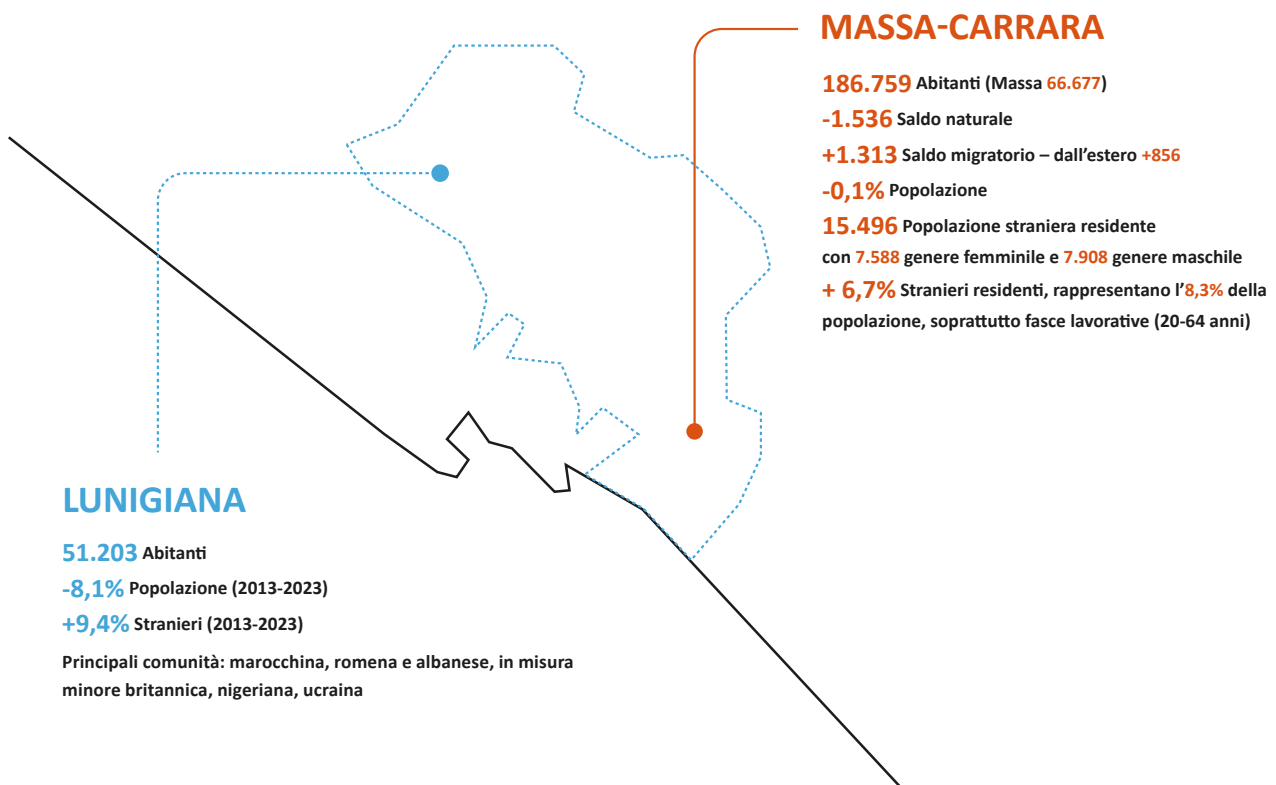 MASSA-CARRARA
186.759 Abitanti (Massa 66.677)
-1.536 Saldo naturale
+1.313 Saldo migratorio – dall'estero +856
-0,1% Popolazione
15.496 Popolazione straniera residente
con 7.588 genere femminile e 7.908 genere maschile
+ 6,7% Stranieri residenti, rappresentano l'8,3% della
popolazione, soprattutto fasce lavorative (20-64 anni)
LUNIGIANA
51.203 Abitanti
-8,1% Popolazione (2013-2023)
+9,4% Stranieri (2013-2023)
Principali comunità: marocchina, romena e albanese, in misura
minore britannica, nigeriana, ucraina